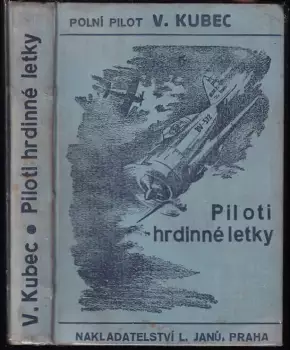 V. Kubec • Piloti hrdinné letky
POLNÍ PILOT V. KUBEC
Piloti
hrdinné letky
NAKLADATELSTVÍ L. JANŮ, PRAHA